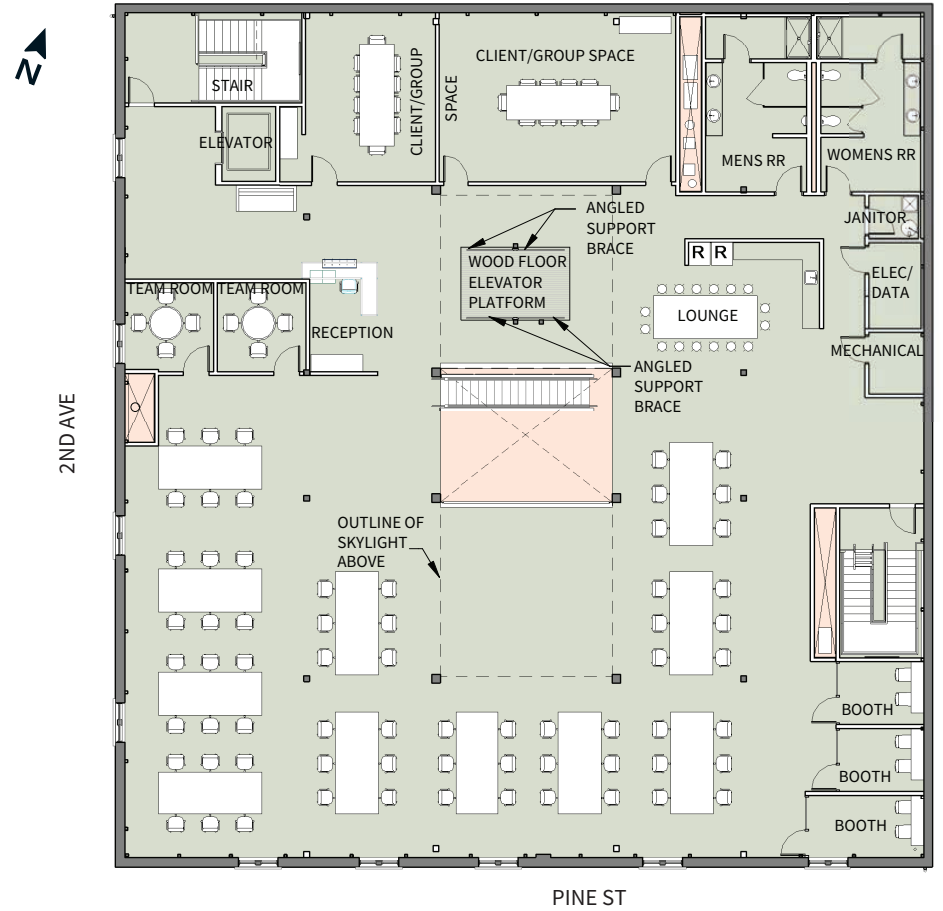 N
STAIR
ELEVATOR
CLIENT/GROUP
SPACE
CLIENT/GROUP SPACE
MENS RR
WOMENS RR
ANGLED
SUPPORT
BRACE
JANITOR
R R
WOOD FLOOR
ELEVATOR
PLATFORM
ELEC/
DATA
TEAM ROOM
TEAM ROOM
RECEPTION
LOUNGE
MECHANICAL
ANGLED
SUPPORT
BRACE
2ND AVE
OUTLINE OF
SKYLIGHT
ABOVE
BOOTH
BOOTH
BOOTH
PINE ST